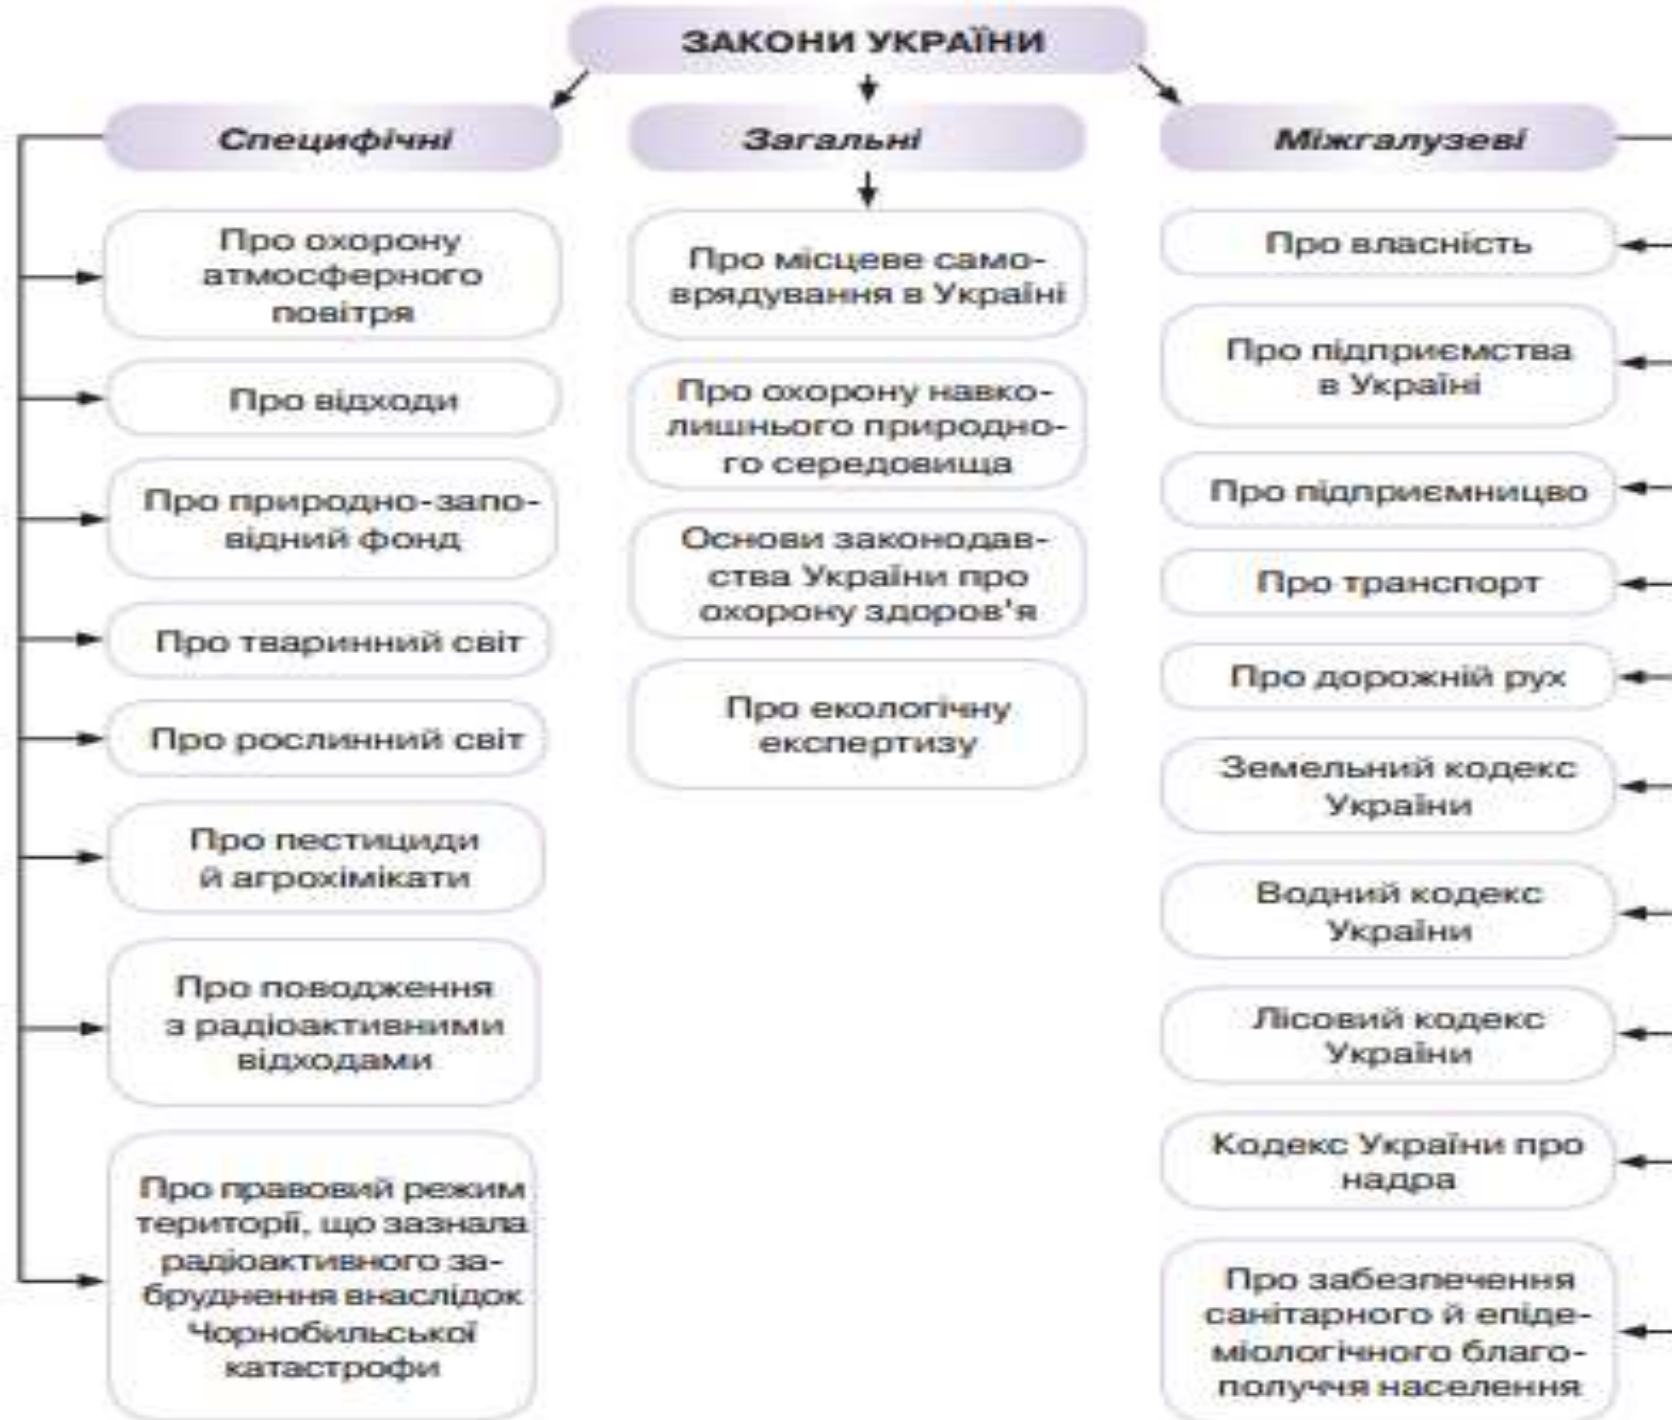 ЗАКОНИ УКРАЇНИ
Специфічні
Про охорону
атмосферного
повітря
Про відходи
Про природно-запо-
відний фонд
Про тваринний світ
Про рослинний світ
Про пестициди
й агрохімікати
Про поводження
з радіоактивними
відходами
Про правовий режим
території, що зазнала
радіоактивного за-
бруднення внаслідок
Чорнобильської
катастрофи
Загальні
Про місцеве само-
врядування в Україні
Про охорону навко-
лишнього природно-
го середовища
Основи законодав-
ства України про
охорону здоров'я
Про екологічну
експертизу
Міжгалузеві
Про власність
Про підприємства
в Україні
Про підприємницво
Про транспорт
Про дорожній рух
Земельний кодекс
України
Водний кодекс
України
Лісовий кодекс
України
Кодекс України про
надра
Про забезпечення
санітарного й епіде-
міологічного благо-
получчя населення